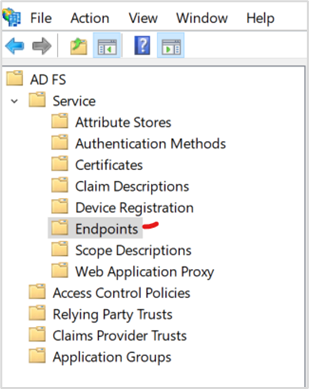 File Action View Window Help
AD FS
Service
Attribute Stores
Authentication Methods
Certificates
Claim Descriptions
Device Registration
Endpoints
Scope Descriptions
Web Application Proxy
Access Control Policies
Relying Party Trusts
Claims Provider Trusts
Application Groups